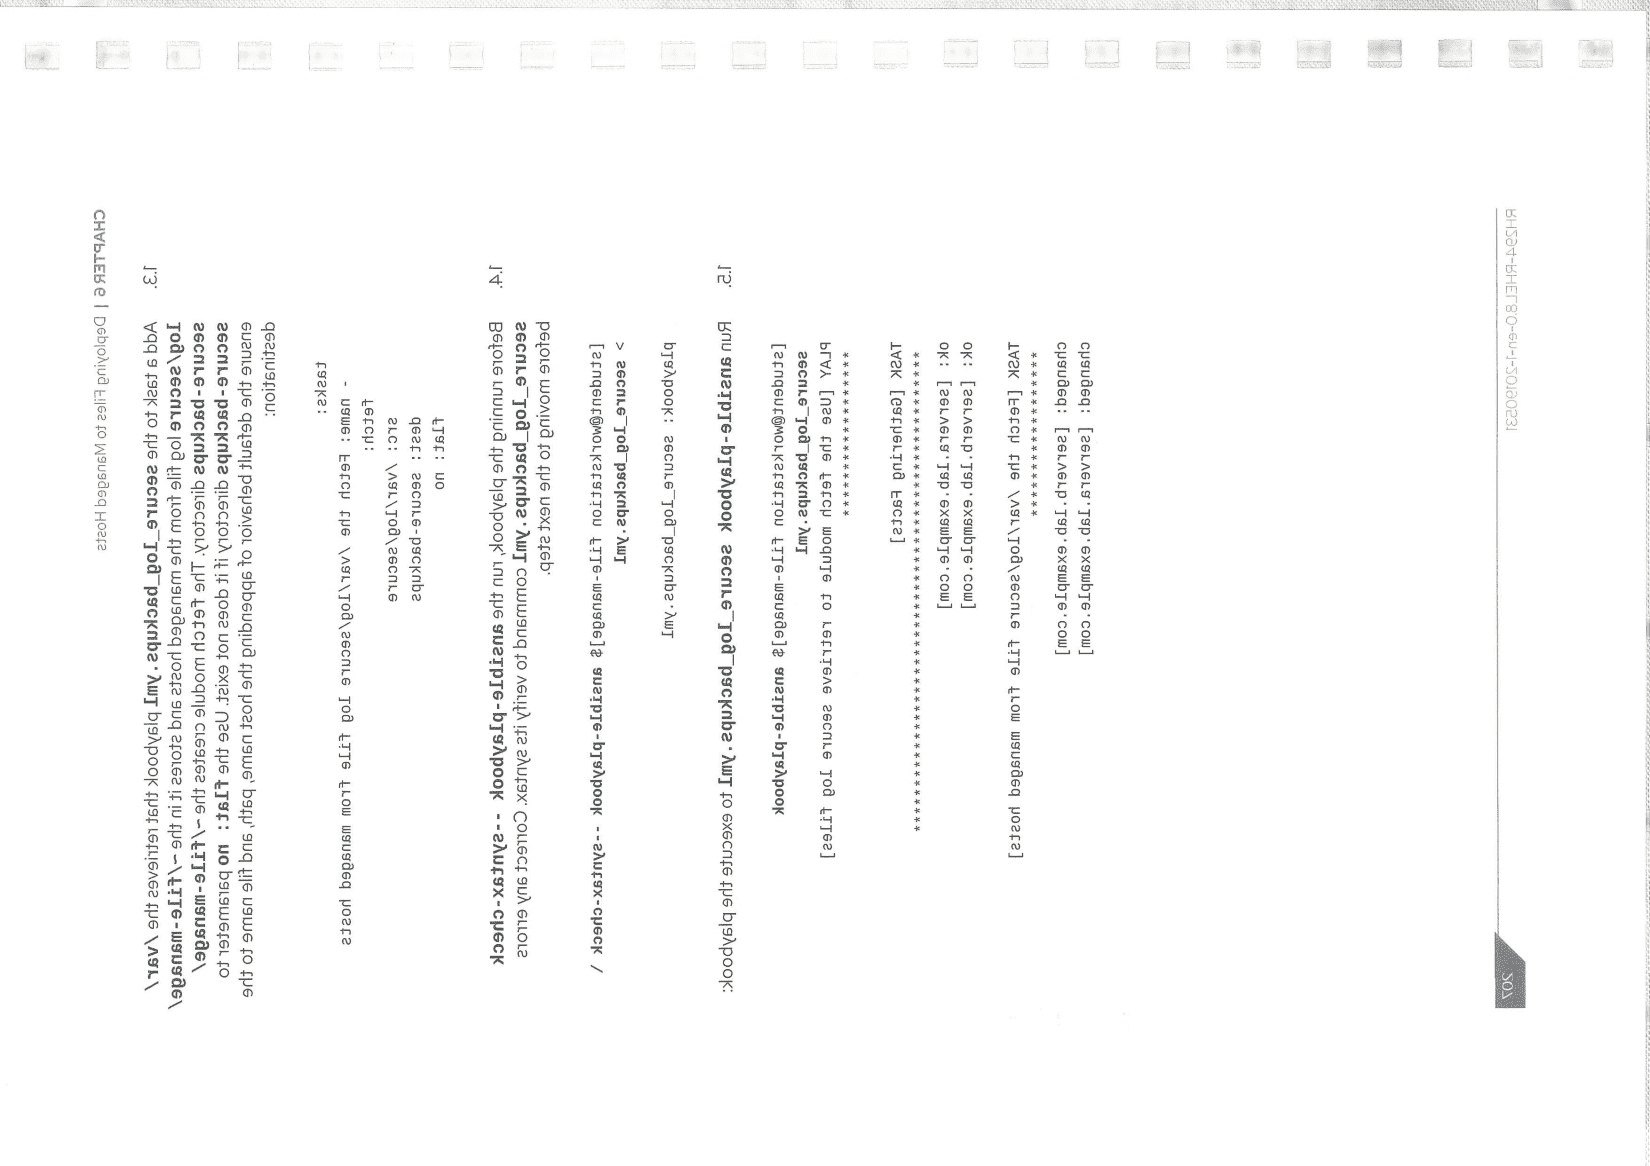 CHAPTER 6 | Deploying Files to Managed Hosts
1.3. Add a task to the secure_log_backups.yml playbook that retrieves the /var/
log/secure log file from the managed hosts and stores it in the ~/file-manage/
secure-backups directory. The fetch module creates the ~/file-manage/
secure-backups directory if it does not exist. Use the flat: no parameter to
ensure the default behavior of appending the host name, path, and file name to the
destination:
tasks:
- name: Fetch the /var/log/secure log file from managed hosts
fetch:
src: /var/log/secure
dest: secure-backups
flat: no
1.4. Before running the playbook, run the ansible-playbook --syntax-check
secure_log_backups.yml command to verify its syntax. Correct any errors
before moving to the next step.
[student@workstation file-manage]$ ansible-playbook --syntax-check \
> secure_log_backups.yml
playbook: secure_log_backups.yml
1.5. Run ansible-playbook secure_log_backups.yml to execute the playbook:
[student@workstation file-manage]$ ansible-playbook
secure_log_backups.yml
PLAY [Use the fetch module to retrieve secure log files]
********************
TASK [Gathering Facts]
***********************************************************
ok: [servera.lab.example.com]
ok: [serverb.lab.example.com]
TASK [Fetch the /var/log/secure file from managed hosts]
********************
changed: [serverb.lab.example.com]
changed: [servera.lab.example.com]
RH294-RHEL8.0-en-1-20180531
207